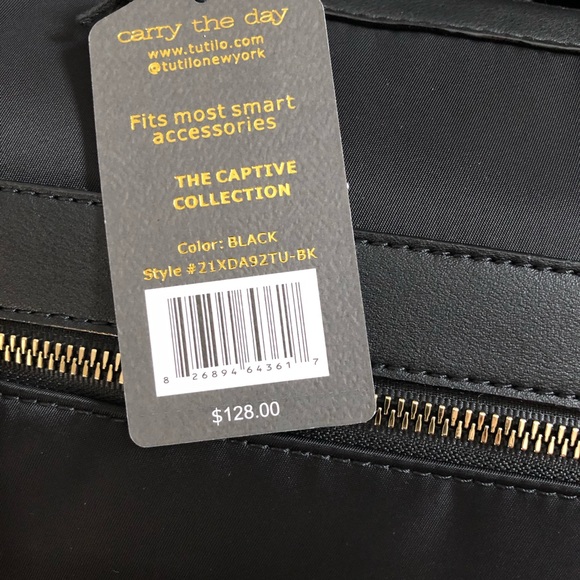 carry the day
www.tutilo.com
@tutilonewyork
Fits most smart
accessories
THE CAPTIVE
COLLECTION
Color: BLACK
Style #21XDA92TU-BK
8 26894 64361 7
$128.00